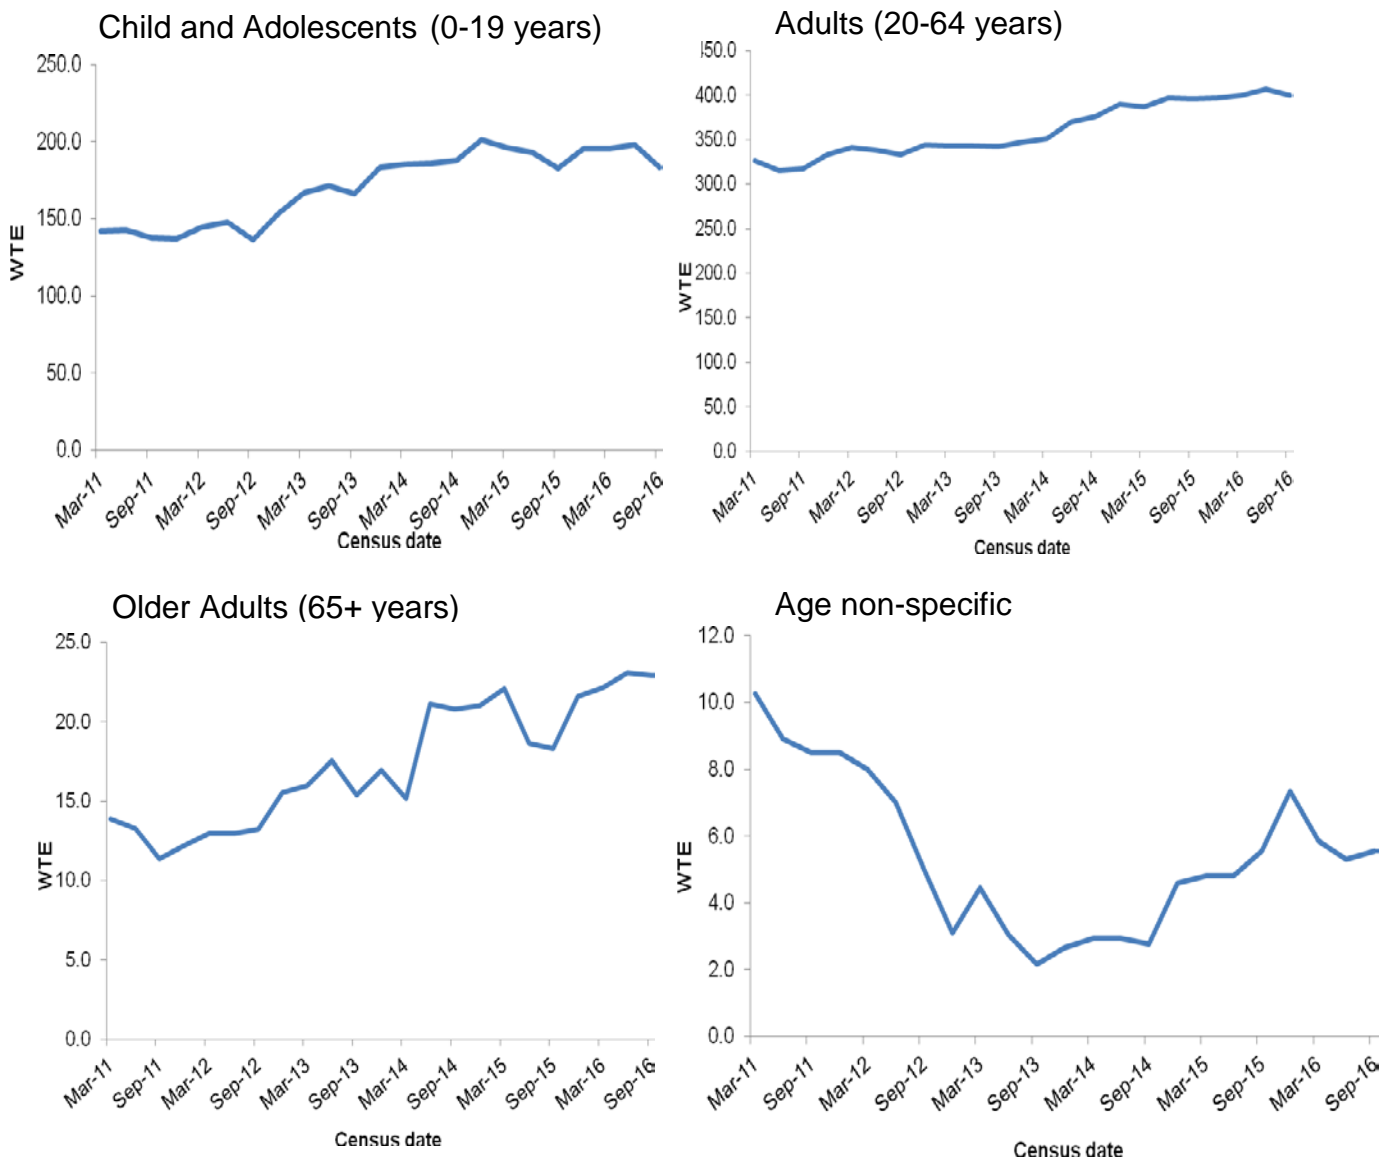 Child and Adolescents (0-19 years)
250.0
200.0
150.0
100.0
50.0
0.0
WTE
Mar-11
Sep-11
Mar-12
Sep-12
Mar-13
Sep-13
Mar-14
Sep-14
Mar-15
Sep-15
Mar-16
Sep-16
Census date
Adults (20-64 years)
450.0
400.0
350.0
300.0
250.0
200.0
150.0
100.0
50.0
0.0
WTE
Mar-11
Sep-11
Mar-12
Sep-12
Mar-13
Sep-13
Mar-14
Sep-14
Mar-15
Sep-15
Mar-16
Sep-16
Census date
Older Adults (65+ years)
25.0
20.0
15.0
10.0
5.0
0.0
WTE
Mar-11
Sep-11
Mar-12
Sep-12
Mar-13
Sep-13
Mar-14
Sep-14
Mar-15
Sep-15
Mar-16
Sep-16
Census date
Age non-specific
12.0
10.0
8.0
6.0
4.0
2.0
0.0
WTE
Mar-11
Sep-11
Mar-12
Sep-12
Mar-13
Sep-13
Mar-14
Sep-14
Mar-15
Sep-15
Mar-16
Sep-16
Census date